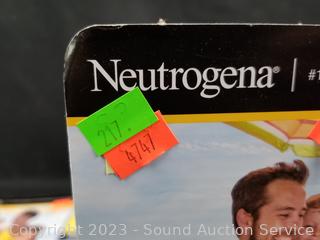 Neutrogena® | #1
217?
4747
Copyright 2023 - Sound Auction Service